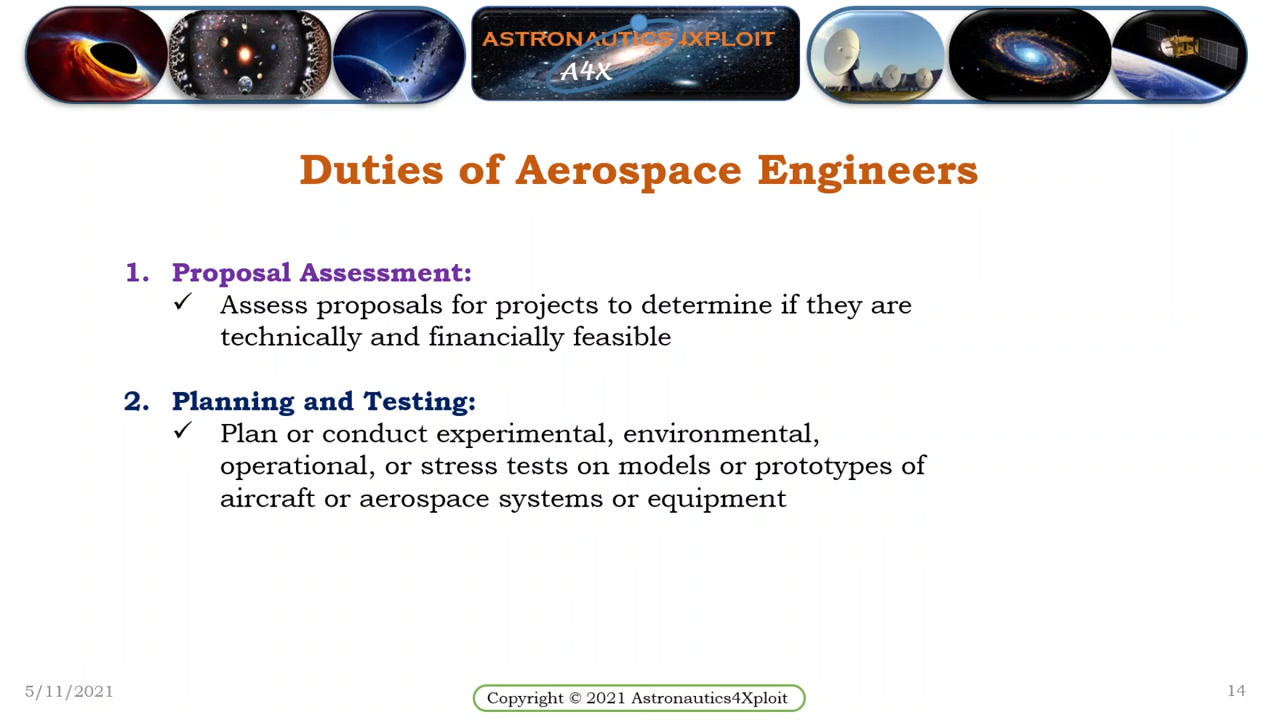 ASTRONAUTICS 4XPLOIT
A4X
Duties of Aerospace Engineers
1. Proposal Assessment:
✓ Assess proposals for projects to determine if they are
technically and financially feasible
2. Planning and Testing:
✓ Plan or conduct experimental, environmental,
operational, or stress tests on models or prototypes of
aircraft or aerospace systems or equipment
5/11/2021
Copyright © 2021 Astronautics4Xploit
14